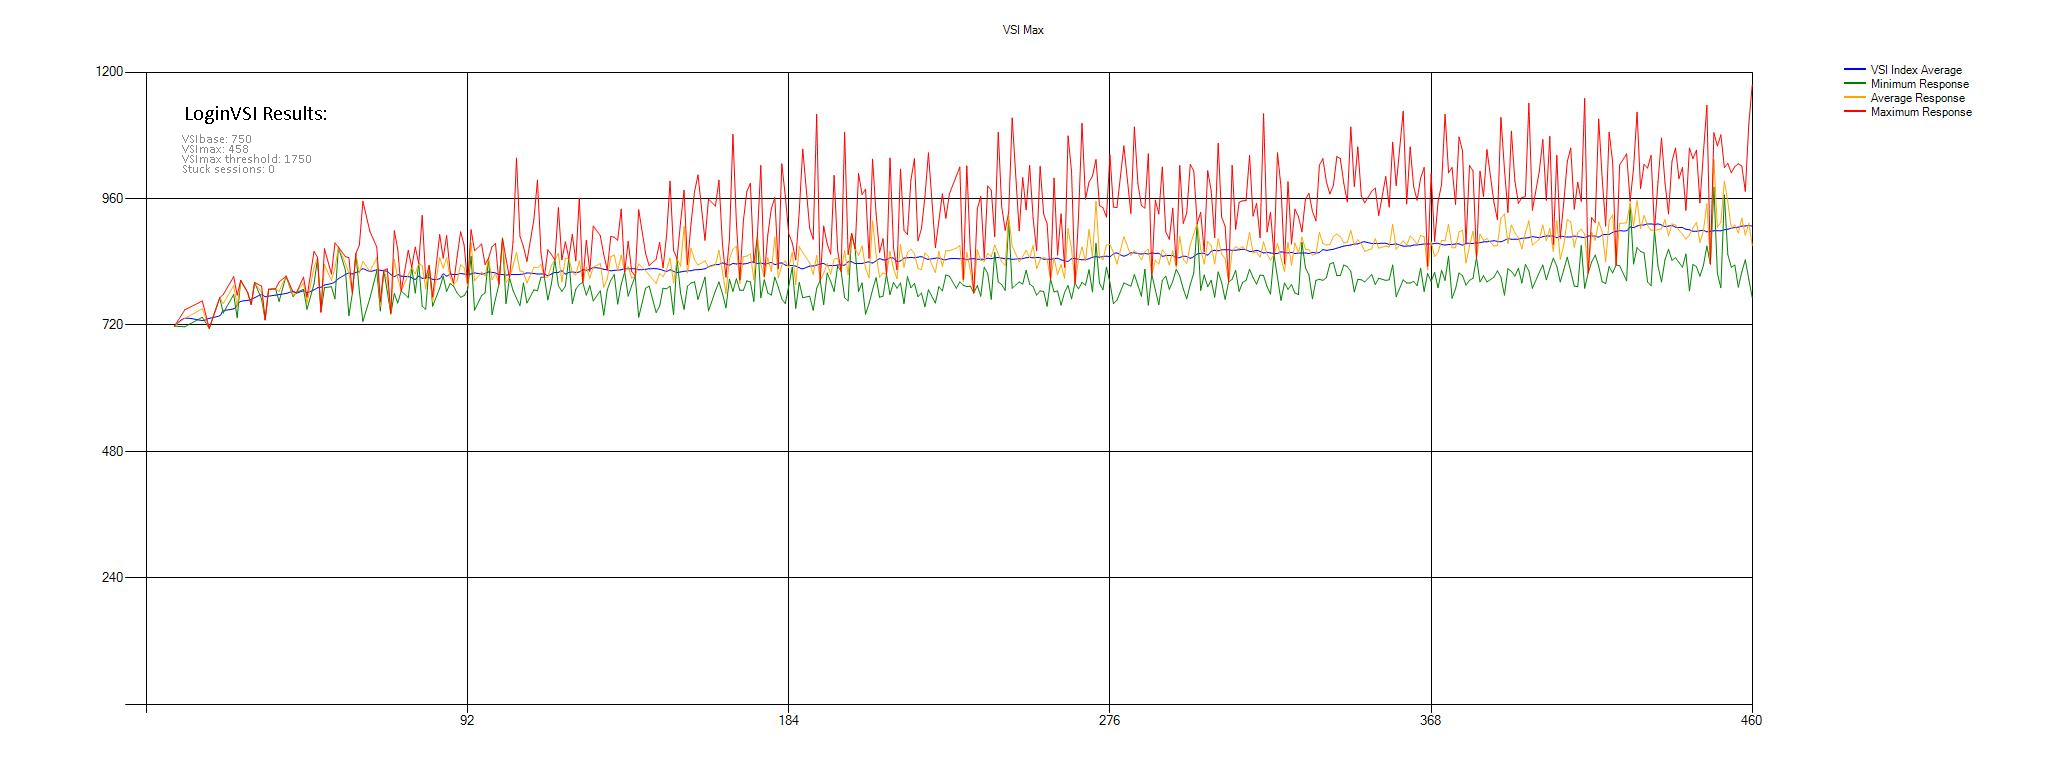 VSI Max
1200
960
720
480
240
LoginVSI Results:
VSIbase: 750
VSImax: 458
VSImax threshold: 1750
Stuck sessions: 0
92
184
276
368
460
VSI Index Average
Minimum Response
Average Response
Maximum Response